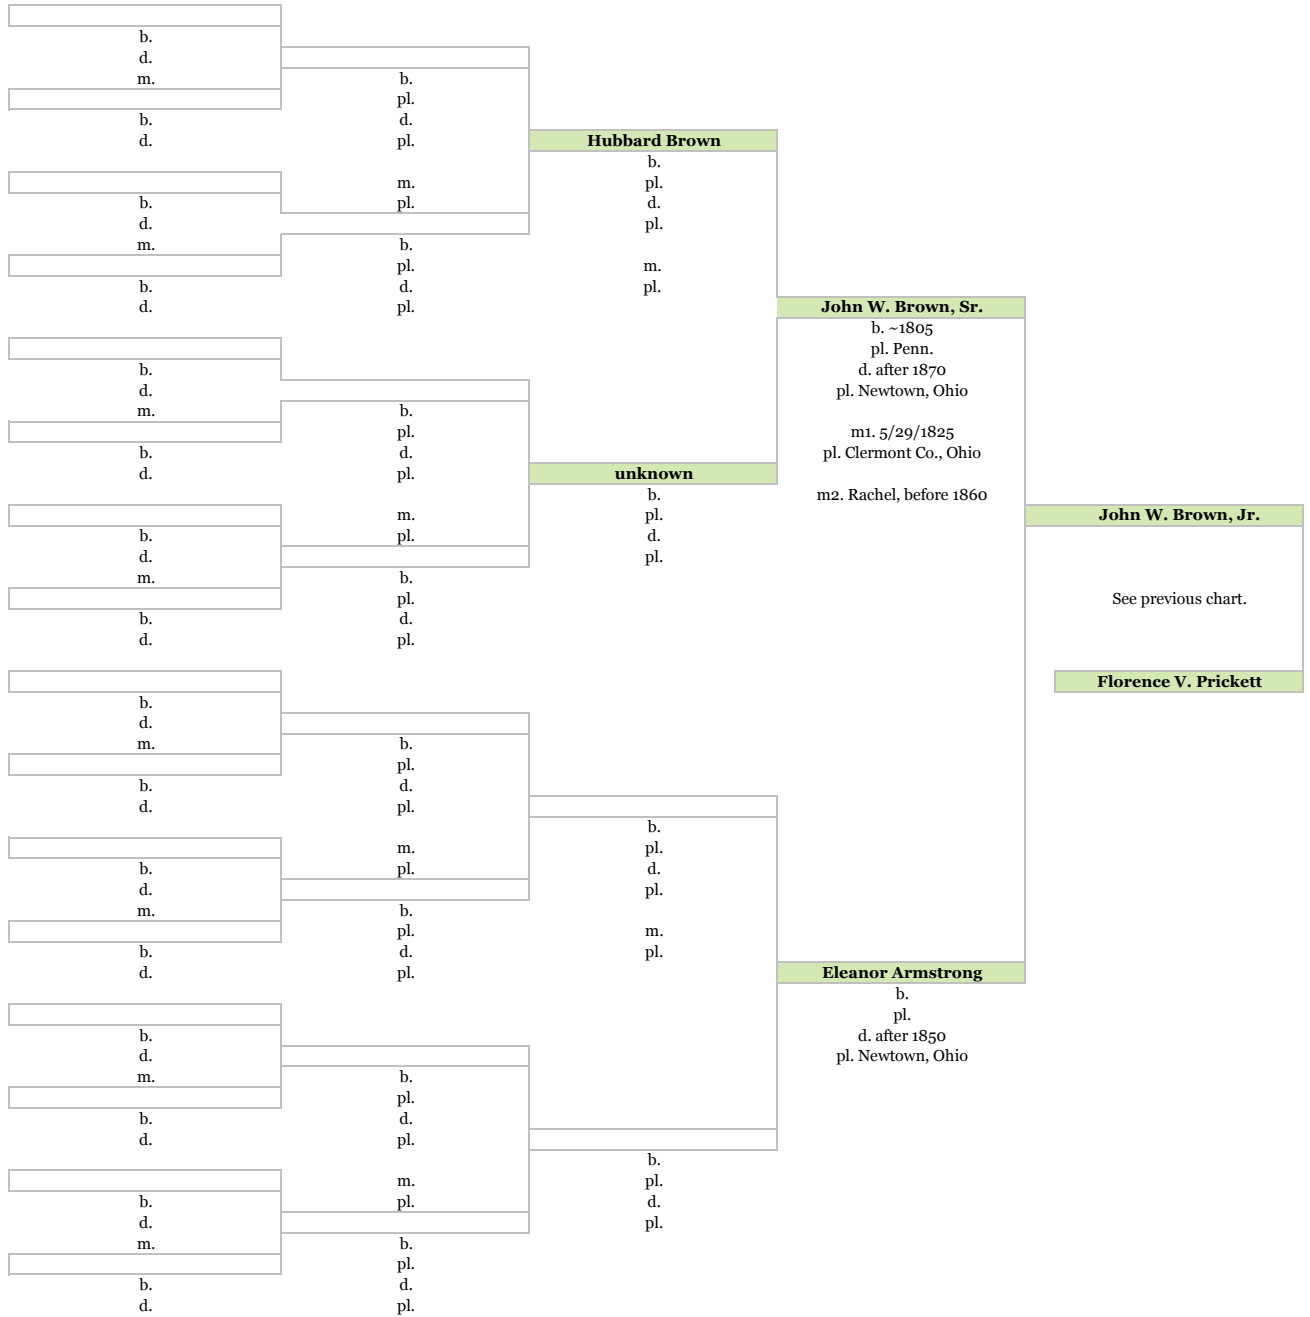 b.
d.
m.
b.
d.
b.
d.
m.
b.
d.
b.
d.
m.
b.
d.
b.
d.
m.
b.
d.
b.
d.
m.
b.
d.
b.
d.
m.
b.
d.
b.
d.
m.
b.
d.
b.
d.
m.
b.
d.
b.
pl.
d.
pl.
m.
pl.
b.
pl.
d.
pl.
b.
pl.
d.
pl.
m.
pl.
b.
pl.
d.
pl.
b.
pl.
d.
pl.
m.
pl.
b.
pl.
d.
pl.
b.
pl.
d.
pl.
m.
pl.
b.
pl.
d.
pl.
Hubbard Brown
b.
pl.
d.
pl.
m.
pl.
unknown
b.
pl.
d.
pl.
b.
pl.
d.
pl.
m.
pl.
b.
pl.
d.
pl.
John W. Brown, Sr.
b. ~1805
pl. Penn.
d. after 1870
pl. Newtown, Ohio
m1. 5/29/1825
pl. Clermont Co., Ohio
m2. Rachel, before 1860
Eleanor Armstrong
b.
pl.
d. after 1850
pl. Newtown, Ohio
John W. Brown, Jr.
See previous chart.
Florence V. Prickett